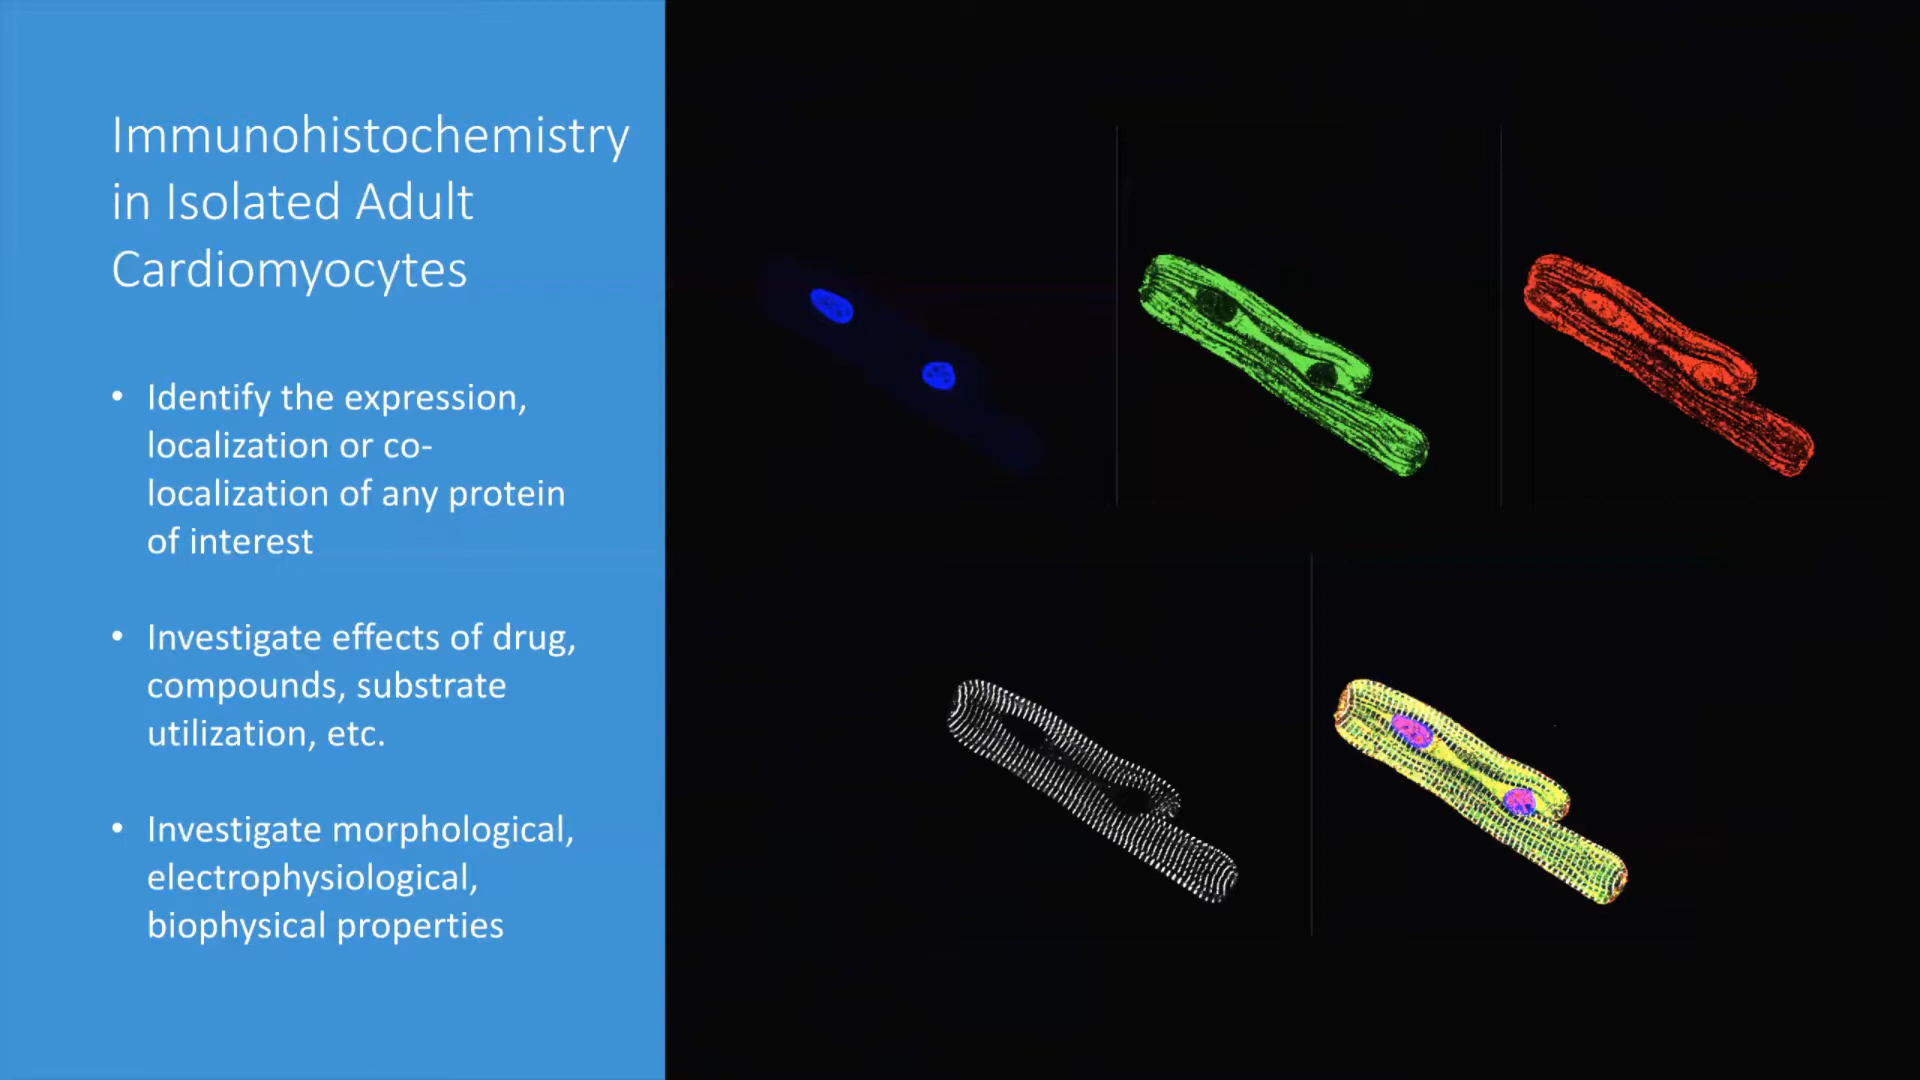 Immunohistochemistry
in Isolated Adult
Cardiomyocytes
• Identify the expression,
localization or co-
localization of any protein
of interest
• Investigate effects of drug,
compounds, substrate
utilization, etc.
• Investigate morphological,
electrophysiological,
biophysical properties